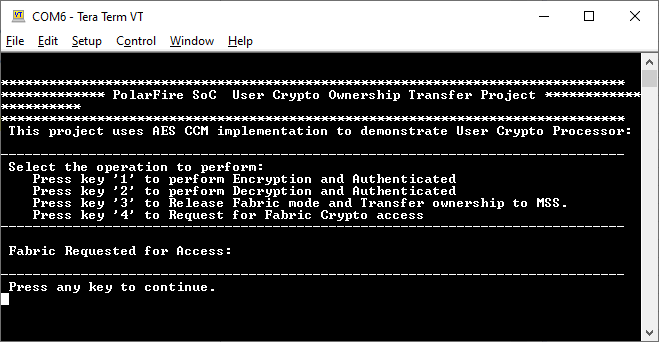 COM6 - Tera Term VT
File Edit Setup Control Window Help
******************************************************************************
************* PolarFire SoC  User Crypto Ownership Transfer Project ************
**********
******************************************************************************
This project uses AES CCM implementation to demonstrate User Crypto Processor:
------------------------------------------------------------------------------
Select the operation to perform:
Press key '1' to perform Encryption and Authenticated
Press key '2' to perform Decryption and Authenticated
Press key '3' to Release Fabric mode and Transfer ownership to MSS.
Press key '4' to Request for Fabric Crypto access
------------------------------------------------------------------------------
Fabric Requested for Access:
------------------------------------------------------------------------------
Press any key to continue.